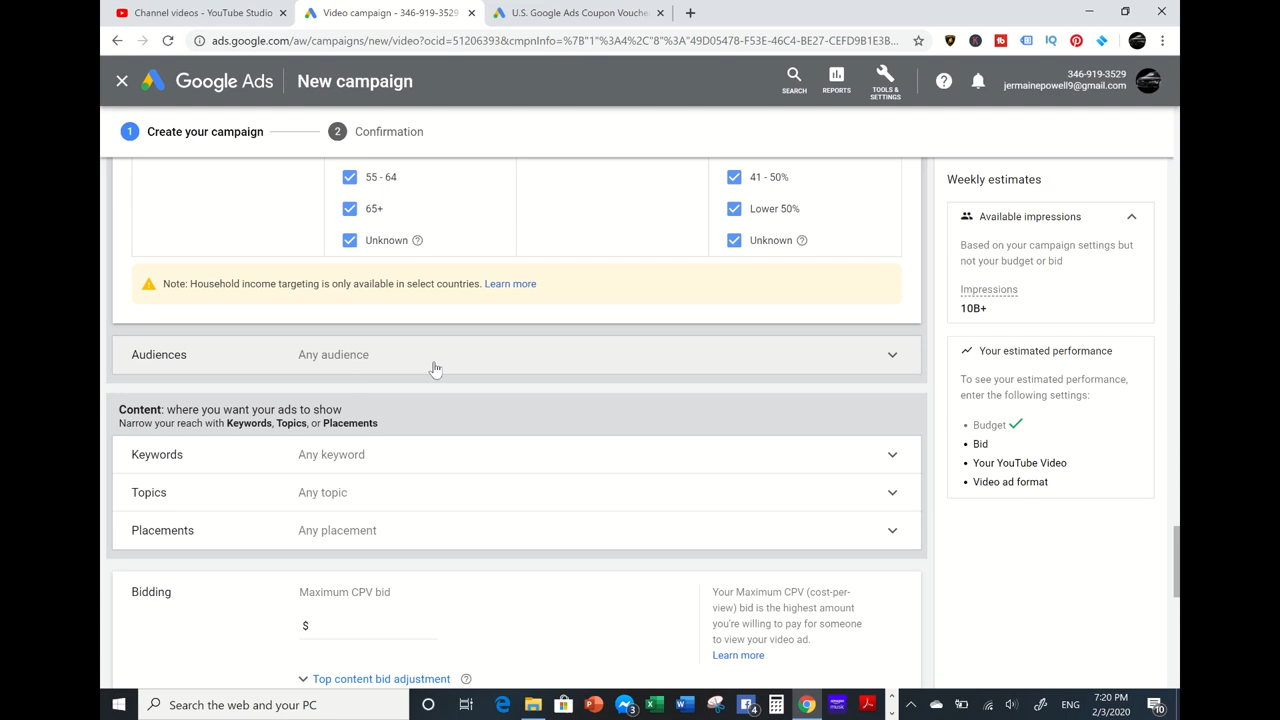 Channel videos - YouTube Studio
Video campaign - 346-919-3529
U.S. Google Ads Coupon Vouche
ads.google.com/aw/campaigns/new/video?ocid=51206393&cmpnInfo=%7B"1"%3A4%2C"8"%3A"49D05478-F53E-46C4-BE27-CEFD9B1E3B...
Google Ads
New campaign
SEARCH
REPORTS
TOOLS &
SETTINGS
346-919-3529
jermainepowell9@gmail.com
1 Create your campaign
2 Confirmation
55 - 64
41 - 50%
65+
Lower 50%
Unknown
Unknown
Note: Household income targeting is only available in select countries. Learn more
Audiences
Any audience
Content: where you want your ads to show
Narrow your reach with Keywords, Topics, or Placements
Keywords
Any keyword
Topics
Any topic
Placements
Any placement
Bidding
Maximum CPV bid
$
Your Maximum CPV (cost-per-
view) bid is the highest amount
you're willing to pay for someone
to view your video ad.
Learn more
Top content bid adjustment
Weekly estimates
Available impressions
Based on your campaign settings but
not your budget or bid
Impressions
10B+
Your estimated performance
To see your estimated performance,
enter the following settings:
• Budget
• Bid
• Your YouTube Video
• Video ad format
Search the web and your PC
3
4
7:20 PM
2/3/2020
10